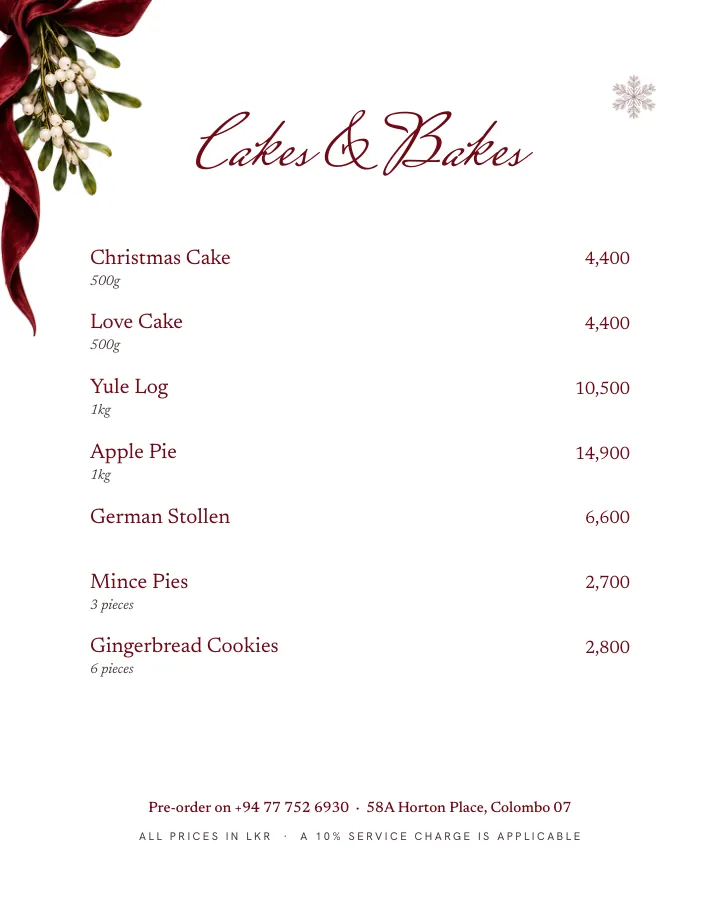 Cakes & Bakes
Christmas Cake 4,400
500g
Love Cake 4,400
500g
Yule Log 10,500
1kg
Apple Pie 14,900
1kg
German Stollen 6,600
Mince Pies 2,700
3 pieces
Gingerbread Cookies 2,800
6 pieces
Pre-order on +94 77 752 6930 · 58A Horton Place, Colombo 07
ALL PRICES IN LKR · A 10% SERVICE CHARGE IS APPLICABLE